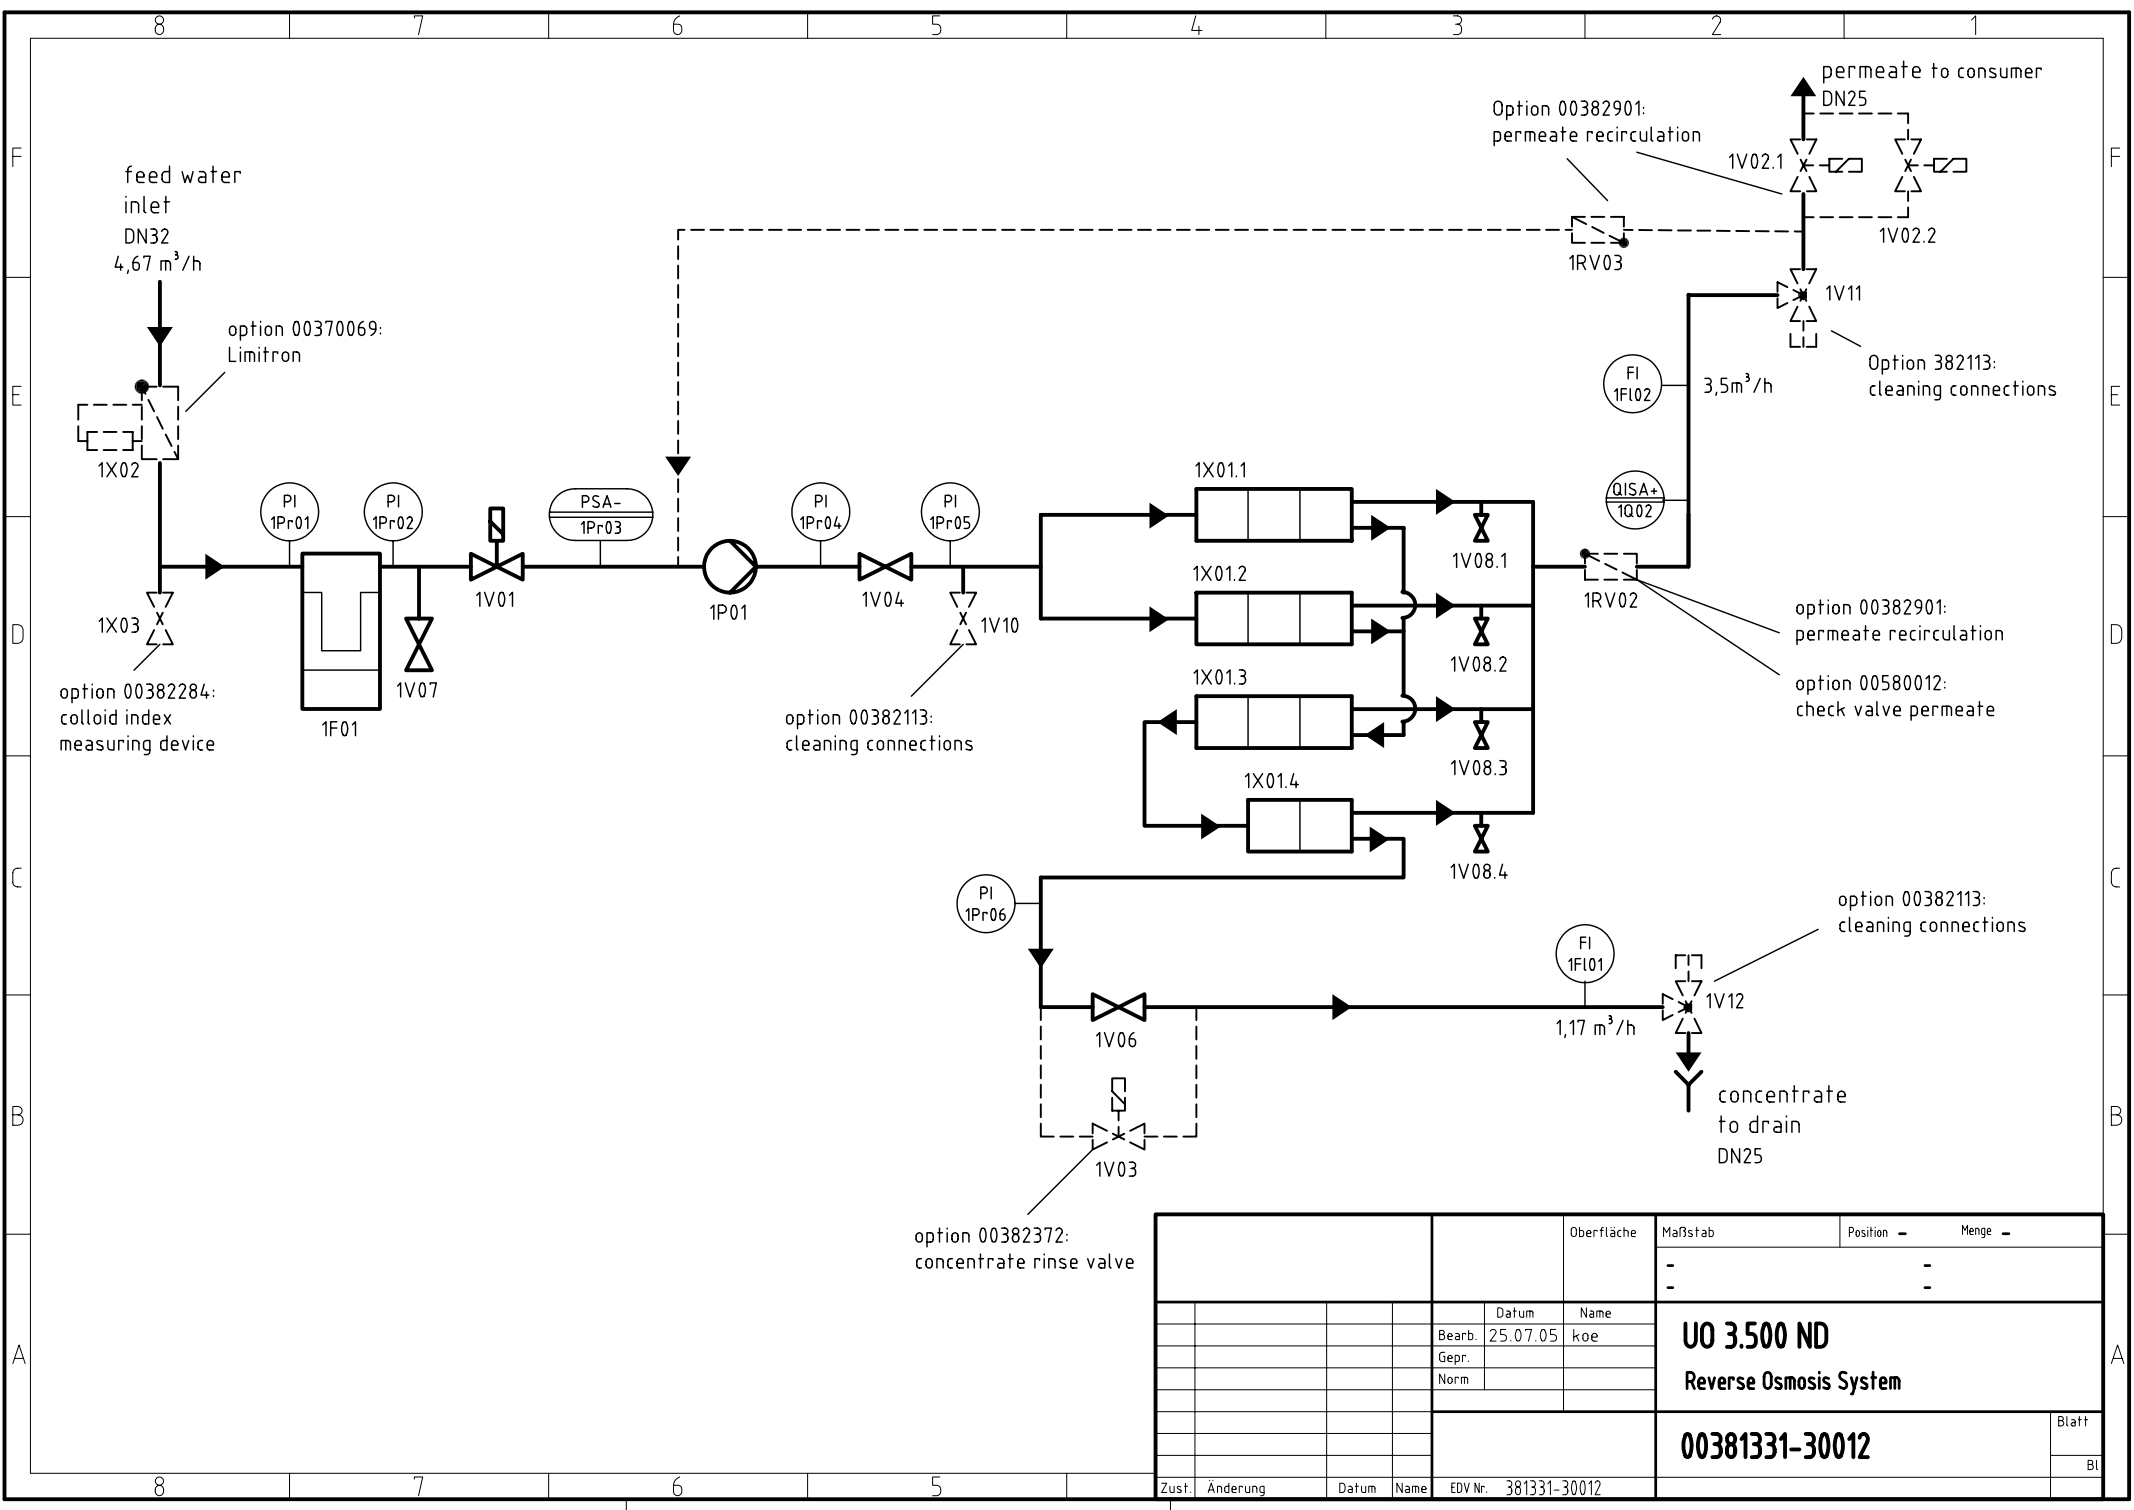 8 7 6 5 4 3 2 1
F
F
E
E
D
D
C
C
B
B
A
A
8 7 6 5
feed water
inlet
DN32
4,67 m³/h
option 00370069:
Limitron
1X02
1X03
option 00382284:
colloid index
measuring device
PI
1Pr01
PI
1Pr02
1F01
1V07
1V01
PSA-
1Pr03
1P01
PI
1Pr04
1V04
PI
1Pr05
1V10
option 00382113:
cleaning connections
1X01.1
1X01.2
1X01.3
1X01.4
1V08.1
1V08.2
1V08.3
1V08.4
1RV02
option 00382901:
permeate recirculation
option 00580012:
check valve permeate
QISA+
1Q02
FI
1Fl02
3,5m³/h
1V11
Option 382113:
cleaning connections
1RV03
Option 00382901:
permeate recirculation
1V02.1
1V02.2
permeate to consumer
DN25
PI
1Pr06
1V06
1V03
option 00382372:
concentrate rinse valve
FI
1Fl01
1,17 m³/h
1V12
option 00382113:
cleaning connections
concentrate
to drain
DN25
Oberfläche
Maßstab
Position -
Menge -
- -
- -
Datum Name
Bearb. 25.07.05 koe
Gepr.
Norm
UO 3.500 ND
Reverse Osmosis System
00381331-30012
Blatt
Bl
Zust. Änderung Datum Name
EDV Nr. 381331-30012